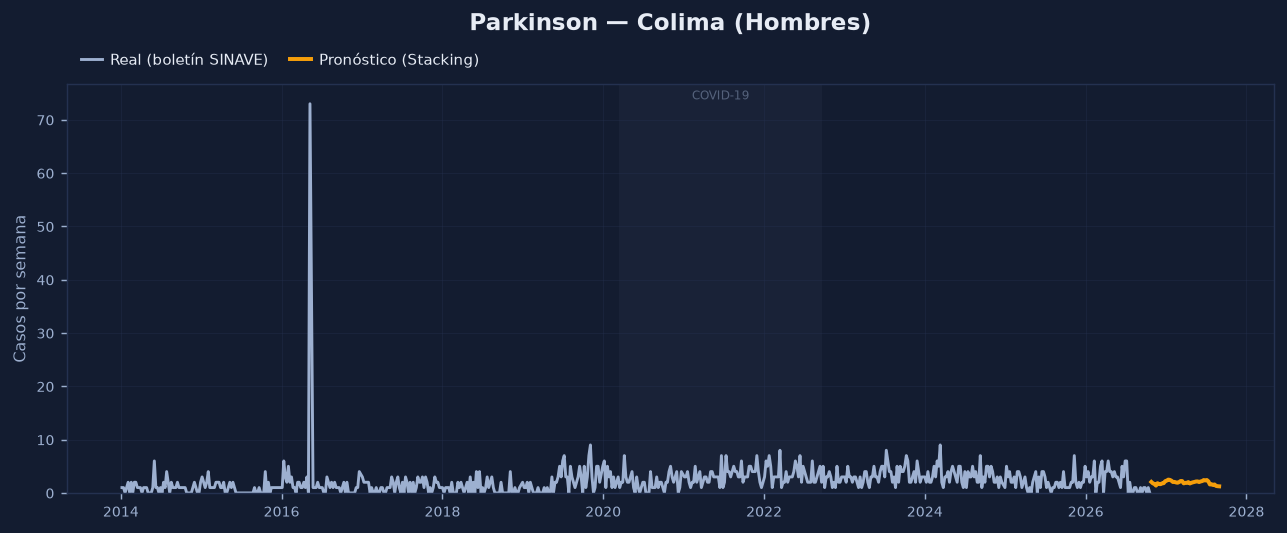 Parkinson — Colima (Hombres)
Real (boletín SINAVE) Pronóstico (Stacking)
COVID-19
Casos por semana
70
60
50
40
30
20
10
0
2014 2016 2018 2020 2022 2024 2026 2028